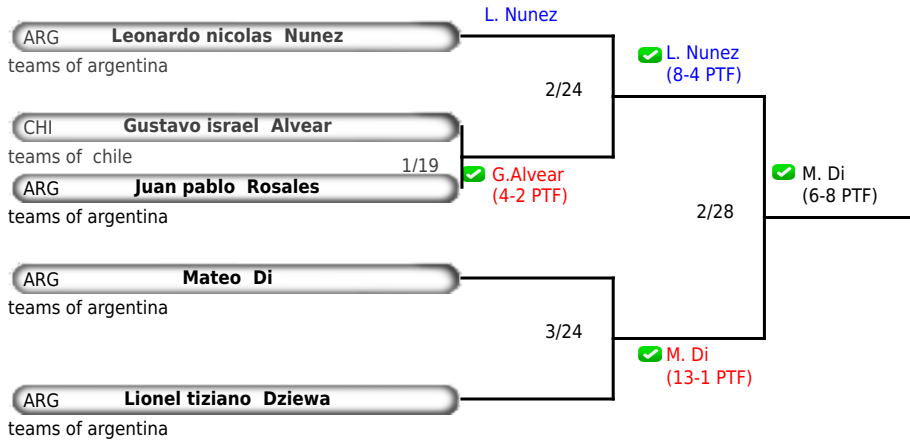 L. Nunez
ARG Leonardo nicolas Nunez
teams of argentina
L. Nunez
(8-4 PTF)
2/24
CHI Gustavo israel Alvear
teams of chile
1/19
G.Alvear
(4-2 PTF)
ARG Juan pablo Rosales
teams of argentina
M. Di
(6-8 PTF)
2/28
ARG Mateo Di
teams of argentina
3/24
M. Di
(13-1 PTF)
ARG Lionel tiziano Dziewa
teams of argentina